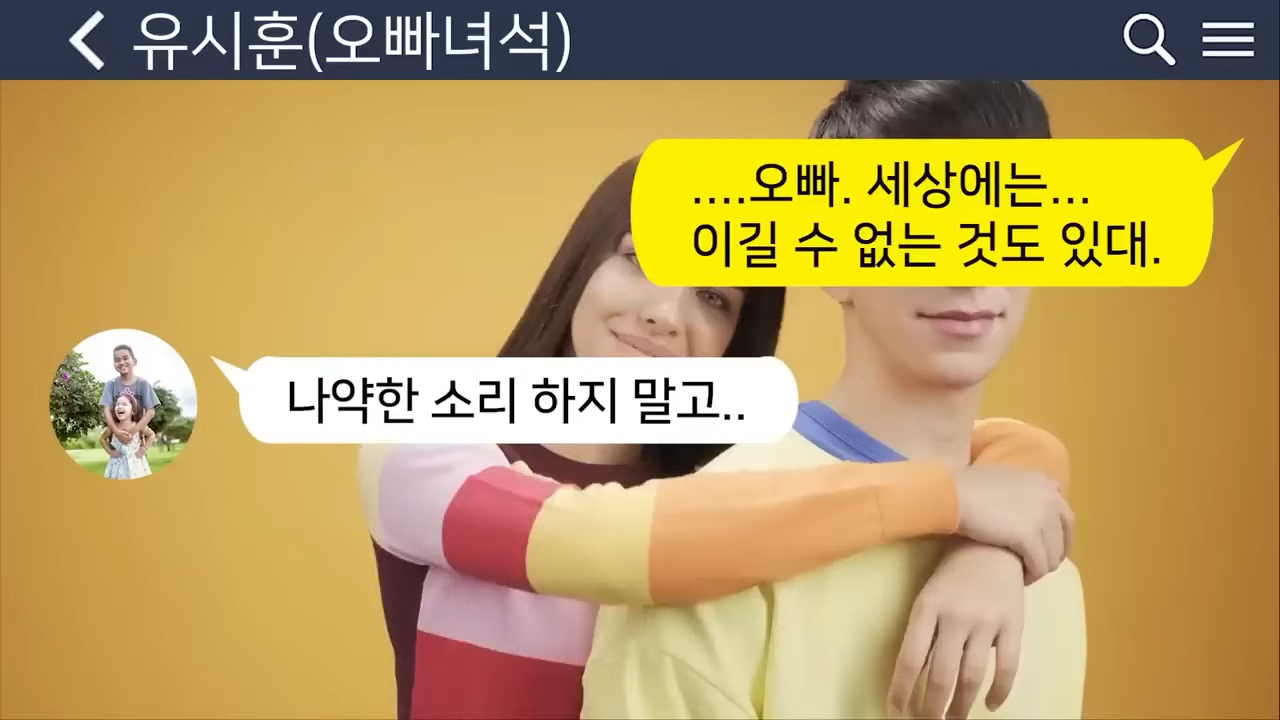 유시훈(오빠녀석)
....오빠. 세상에는...
이길 수 없는 것도 있대.
나약한 소리 하지 말고..